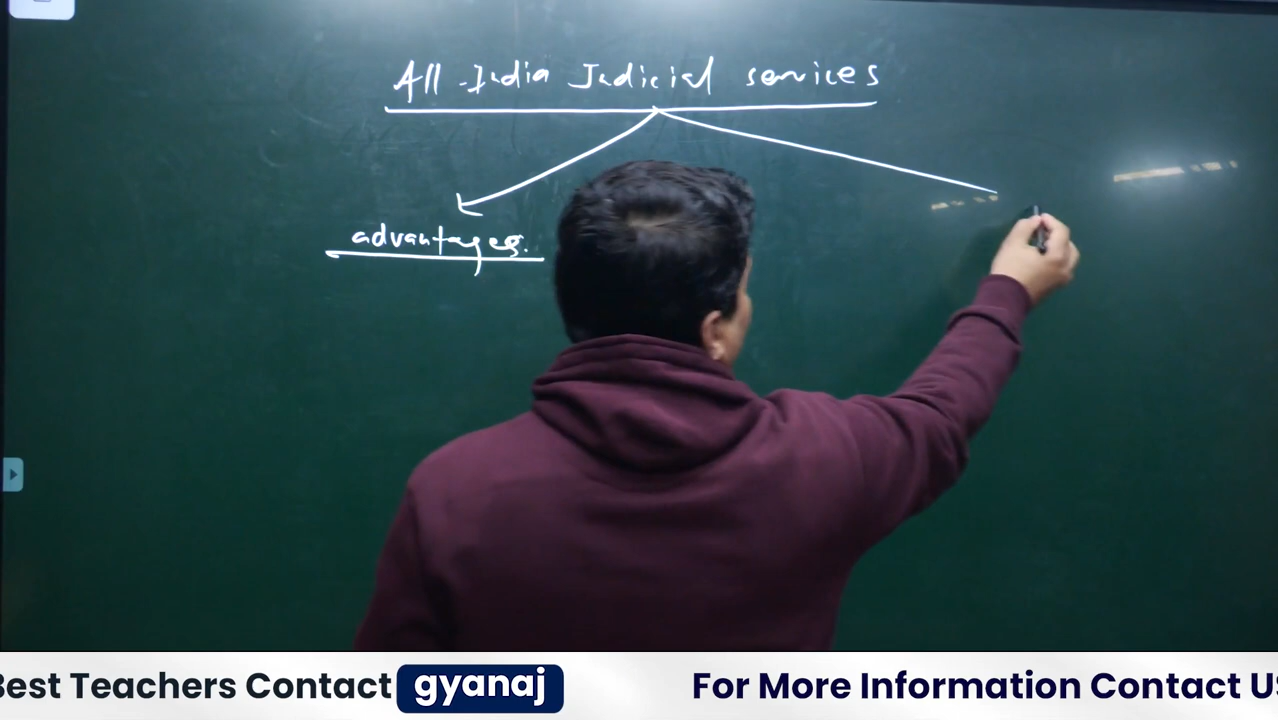 All India Judicial services
advantages.
Best Teachers Contact gyanaj For More Information Contact US